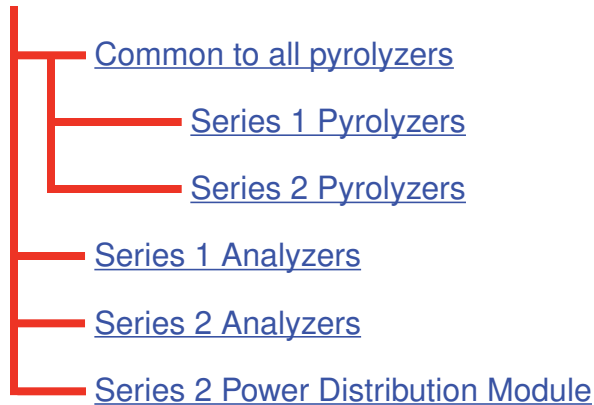 Common to all pyrolyzers
Series 1 Pyrolyzers
Series 2 Pyrolyzers
Series 1 Analyzers
Series 2 Analyzers
Series 2 Power Distribution Module